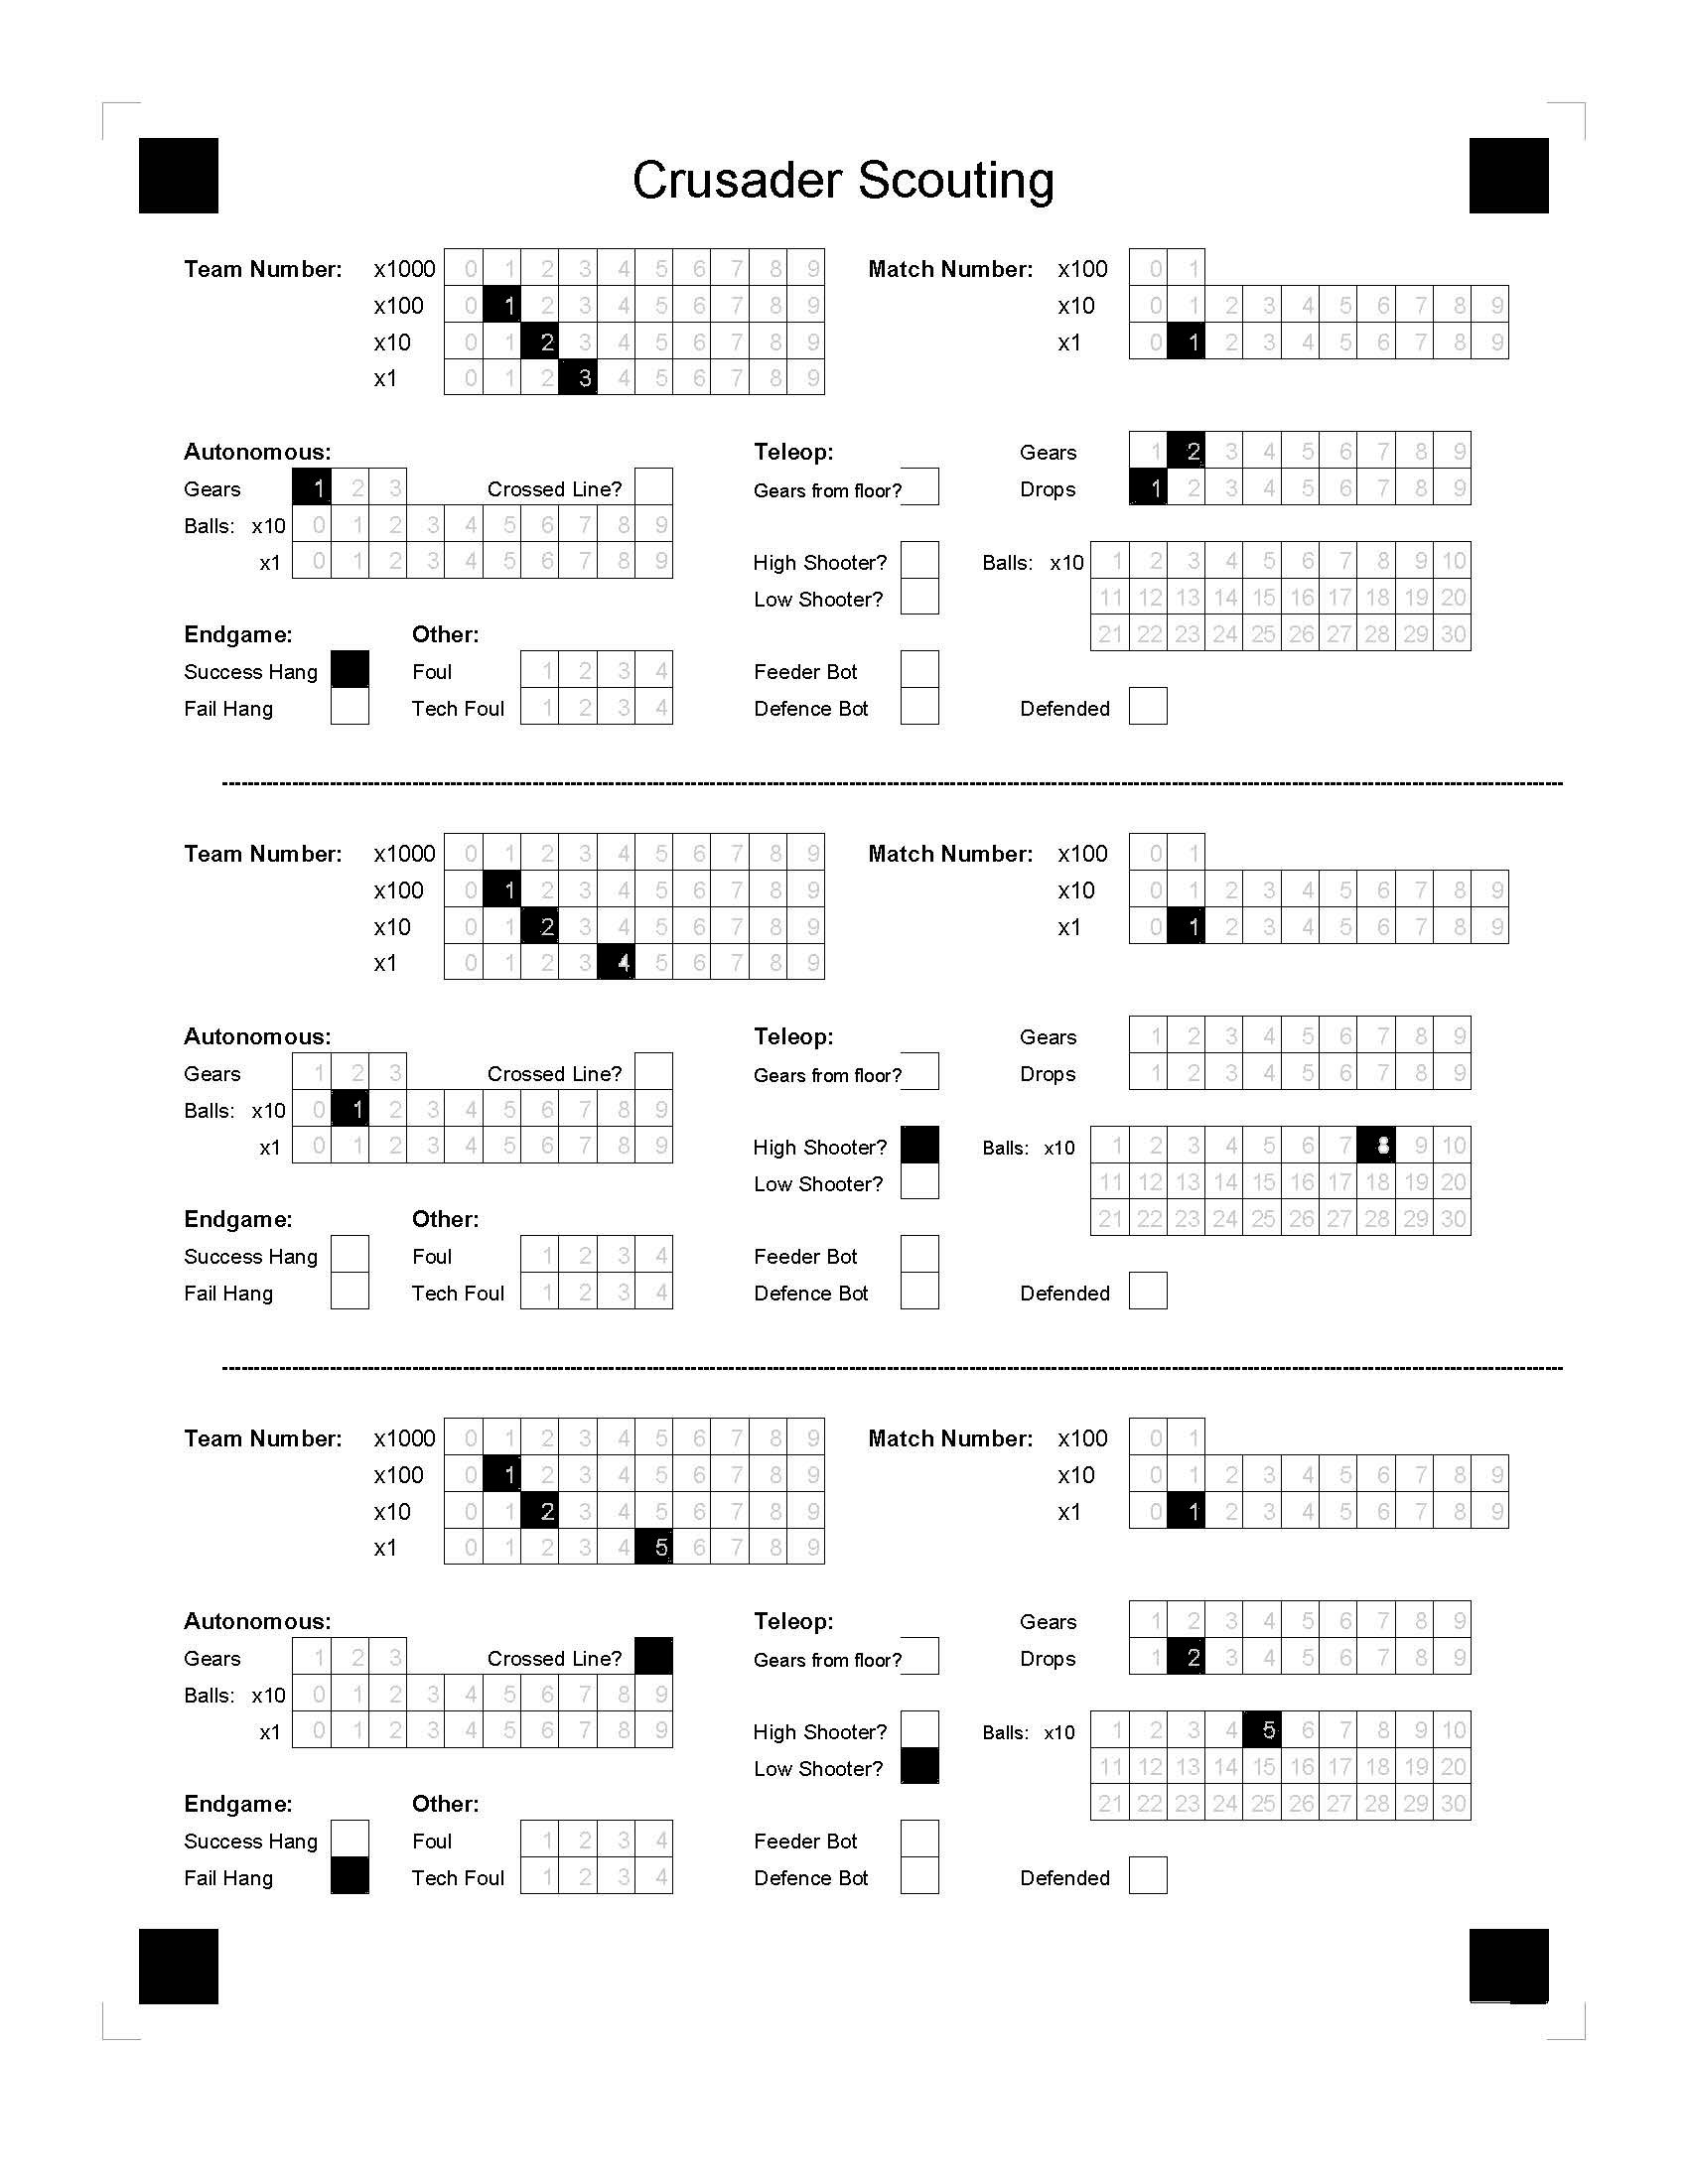 Crusader Scouting
Team Number: x1000 0 1 2 3 4 5 6 7 8 9 Match Number: x100 0 1
x100 0 1 2 3 4 5 6 7 8 9 x10 0 1 2 3 4 5 6 7 8 9
x10 0 1 2 3 4 5 6 7 8 9 x1 0 1 2 3 4 5 6 7 8 9
x1 0 1 2 3 4 5 6 7 8 9
Autonomous: Teleop: Gears 1 2 3 4 5 6 7 8 9
Gears 1 2 3 Crossed Line? Gears from floor? Drops 1 2 3 4 5 6 7 8 9
Balls: x10 0 1 2 3 4 5 6 7 8 9
x1 0 1 2 3 4 5 6 7 8 9 High Shooter? Balls: x10 1 2 3 4 5 6 7 8 9 10
Low Shooter? 11 12 13 14 15 16 17 18 19 20
Endgame: Other: 21 22 23 24 25 26 27 28 29 30
Success Hang Foul 1 2 3 4 Feeder Bot
Fail Hang Tech Foul 1 2 3 4 Defence Bot Defended
Team Number: x1000 0 1 2 3 4 5 6 7 8 9 Match Number: x100 0 1
x100 0 1 2 3 4 5 6 7 8 9 x10 0 1 2 3 4 5 6 7 8 9
x10 0 1 2 3 4 5 6 7 8 9 x1 0 1 2 3 4 5 6 7 8 9
x1 0 1 2 3 4 5 6 7 8 9
Autonomous: Teleop: Gears 1 2 3 4 5 6 7 8 9
Gears 1 2 3 Crossed Line? Gears from floor? Drops 1 2 3 4 5 6 7 8 9
Balls: x10 0 1 2 3 4 5 6 7 8 9
x1 0 1 2 3 4 5 6 7 8 9 High Shooter? Balls: x10 1 2 3 4 5 6 7 8 9 10
Low Shooter? 11 12 13 14 15 16 17 18 19 20
Endgame: Other: 21 22 23 24 25 26 27 28 29 30
Success Hang Foul 1 2 3 4 Feeder Bot
Fail Hang Tech Foul 1 2 3 4 Defence Bot Defended
Team Number: x1000 0 1 2 3 4 5 6 7 8 9 Match Number: x100 0 1
x100 0 1 2 3 4 5 6 7 8 9 x10 0 1 2 3 4 5 6 7 8 9
x10 0 1 2 3 4 5 6 7 8 9 x1 0 1 2 3 4 5 6 7 8 9
x1 0 1 2 3 4 5 6 7 8 9
Autonomous: Teleop: Gears 1 2 3 4 5 6 7 8 9
Gears 1 2 3 Crossed Line? Gears from floor? Drops 1 2 3 4 5 6 7 8 9
Balls: x10 0 1 2 3 4 5 6 7 8 9
x1 0 1 2 3 4 5 6 7 8 9 High Shooter? Balls: x10 1 2 3 4 5 6 7 8 9 10
Low Shooter? 11 12 13 14 15 16 17 18 19 20
Endgame: Other: 21 22 23 24 25 26 27 28 29 30
Success Hang Foul 1 2 3 4 Feeder Bot
Fail Hang Tech Foul 1 2 3 4 Defence Bot Defended